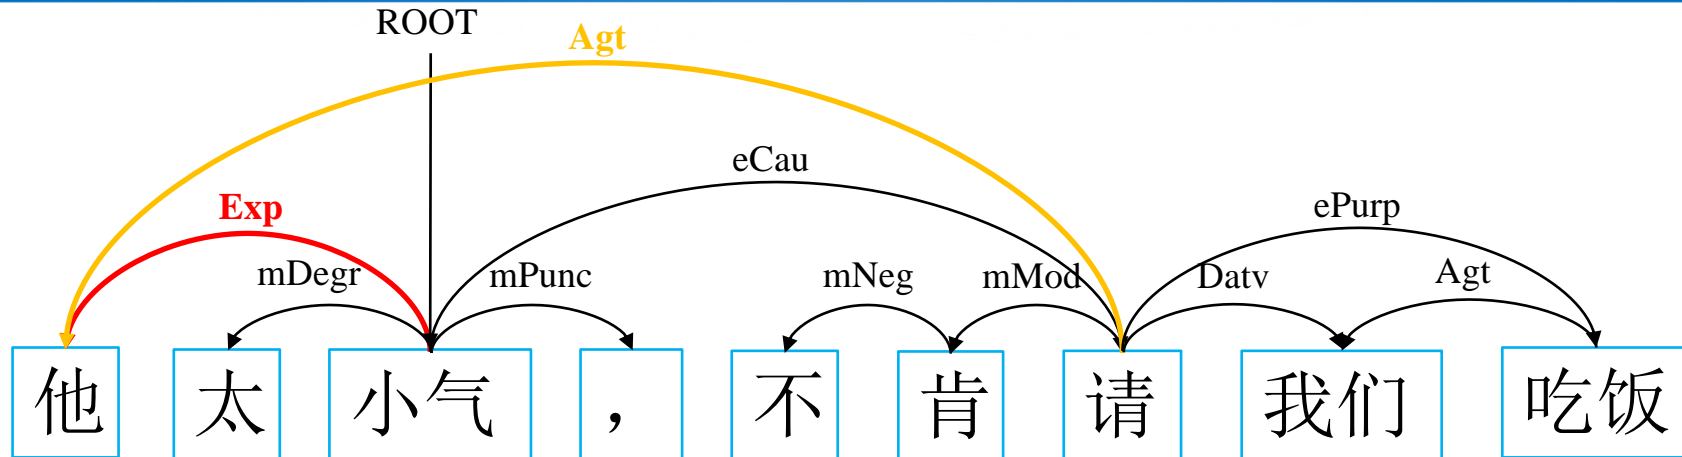 ROOT
Agt
eCau
Exp
ePurp
mDegr
mPunc
mNeg
mMod
Datv
Agt
他 太 小气 ， 不 肯 请 我们 吃饭